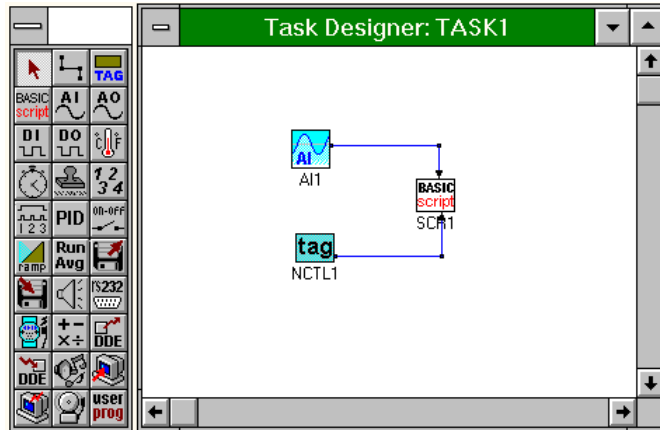 Task Designer: TASK1
TAG
BASIC script
AI
AO
DI
DO
°C °F
1 2 3 4
1 2 3
PID
on-off
ramp
Run Avg
RS232
+ - × ÷
DDE
DDE
user prog
AI
AI1
BASIC
script
SCR1
tag
NCTL1